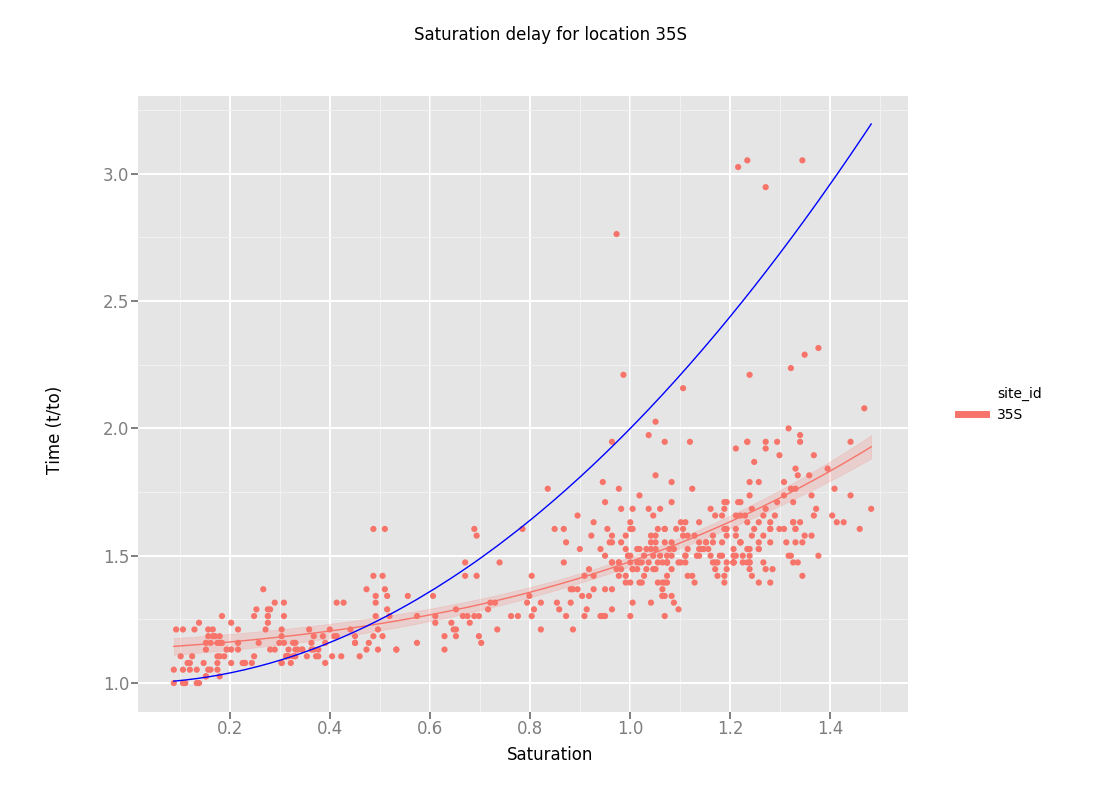 Saturation delay for location 35S
3.0
2.5
2.0
1.5
1.0
Time (t/to)
0.2 0.4 0.6 0.8 1.0 1.2 1.4
Saturation
site_id
35S